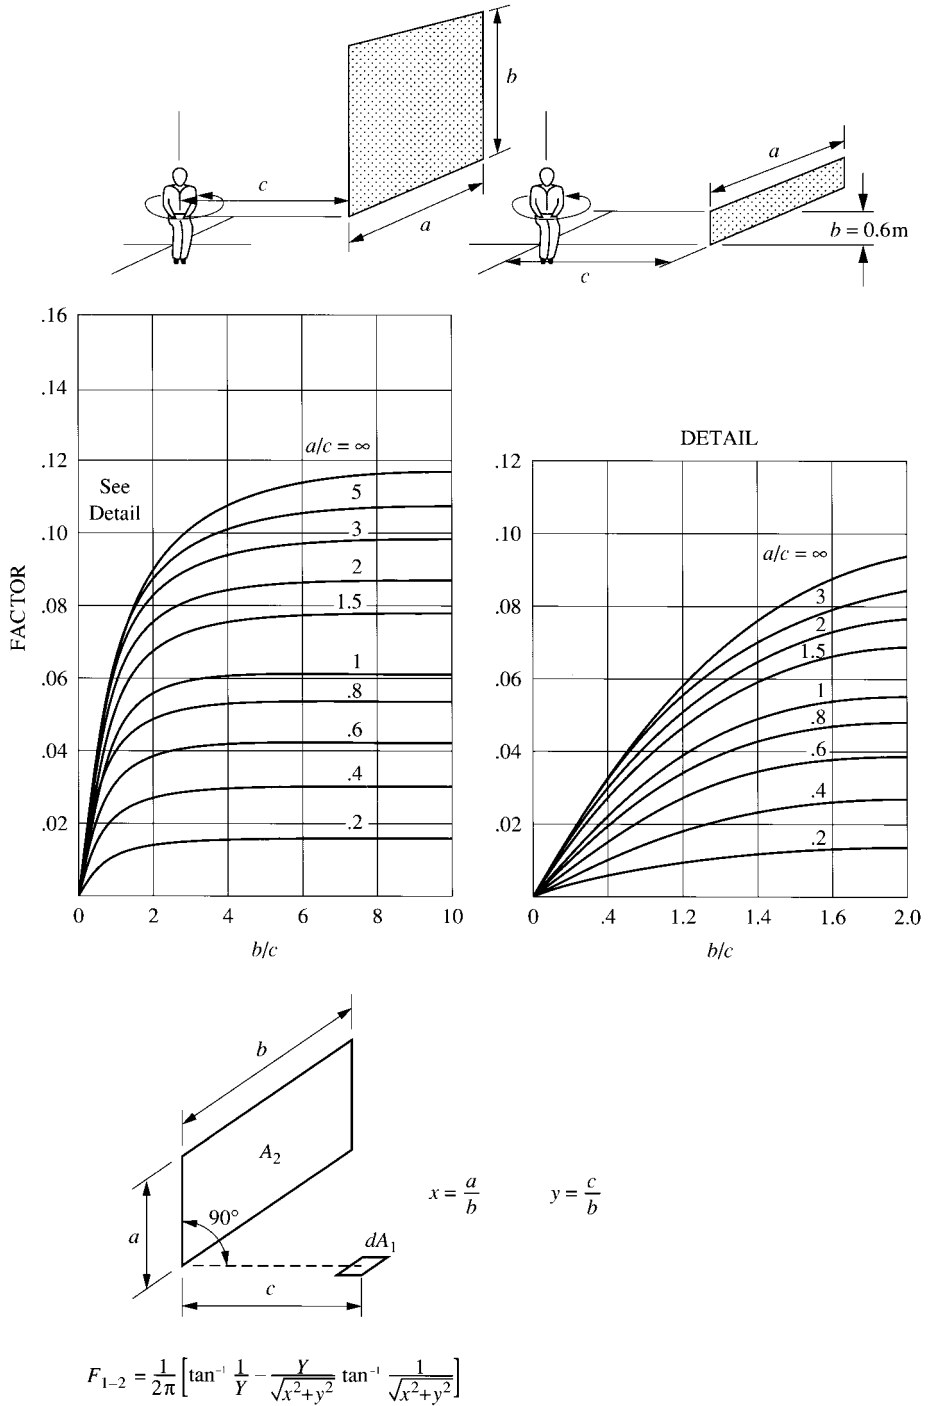 b
c
a
a
b = 0.6m
c
.16
.14
.12
.10
.08
.06
.04
.02
FACTOR
See
Detail
a/c = ∞
5
3
2
1.5
1
.8
.6
.4
.2
0 2 4 6 8 10
b/c
DETAIL
.12
.10
.08
.06
.04
.02
a/c = ∞
3
2
1.5
1
.8
.6
.4
.2
0 .4 1.2 1.4 1.6 2.0
b/c
b
A₂
a
90°
dA₁
c
x = a/b y = c/b
F₁₋₂ = 1/2π [tan⁻¹ 1/Y − Y/√x²+y² tan⁻¹ 1/√x²+y²]